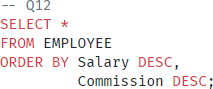 -- Q12
SELECT *
FROM EMPLOYEE
ORDER BY Salary DESC,
         Commission DESC;